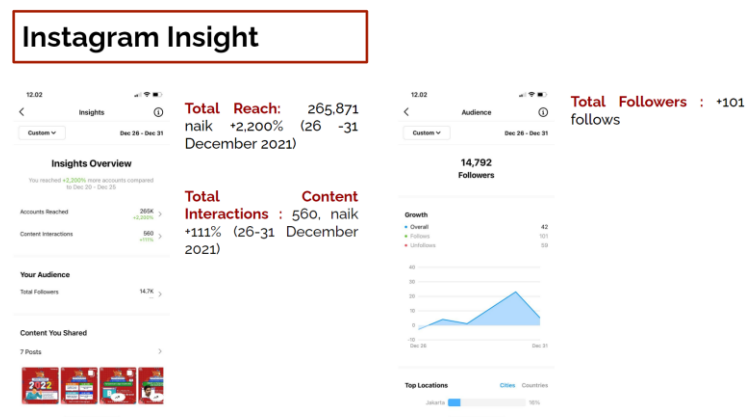 Instagram Insight
12.02
Insights
Custom
Dec 26 - Dec 31
Insights Overview
You reached +2,200% more accounts compared
to Dec 20 - Dec 25
Accounts Reached
265K
+2,200%
Content Interactions
560
Your Audience
Total Followers
14.7K
Content You Shared
7 Posts
2022
Total Reach: 265,871
naik +2,200% (26 -31
December 2021)
Total Content
Interactions : 560, naik
+111% (26-31 December
2021)
12.02
Audience
Custom
Dec 26 - Dec 31
14,792
Followers
Growth
Overall 42
Follows 101
Unfollows 59
40
30
20
10
0
-10
Dec 26
Dec 31
Top Locations
Cities Countries
Jakarta
Total Followers : +101
follows